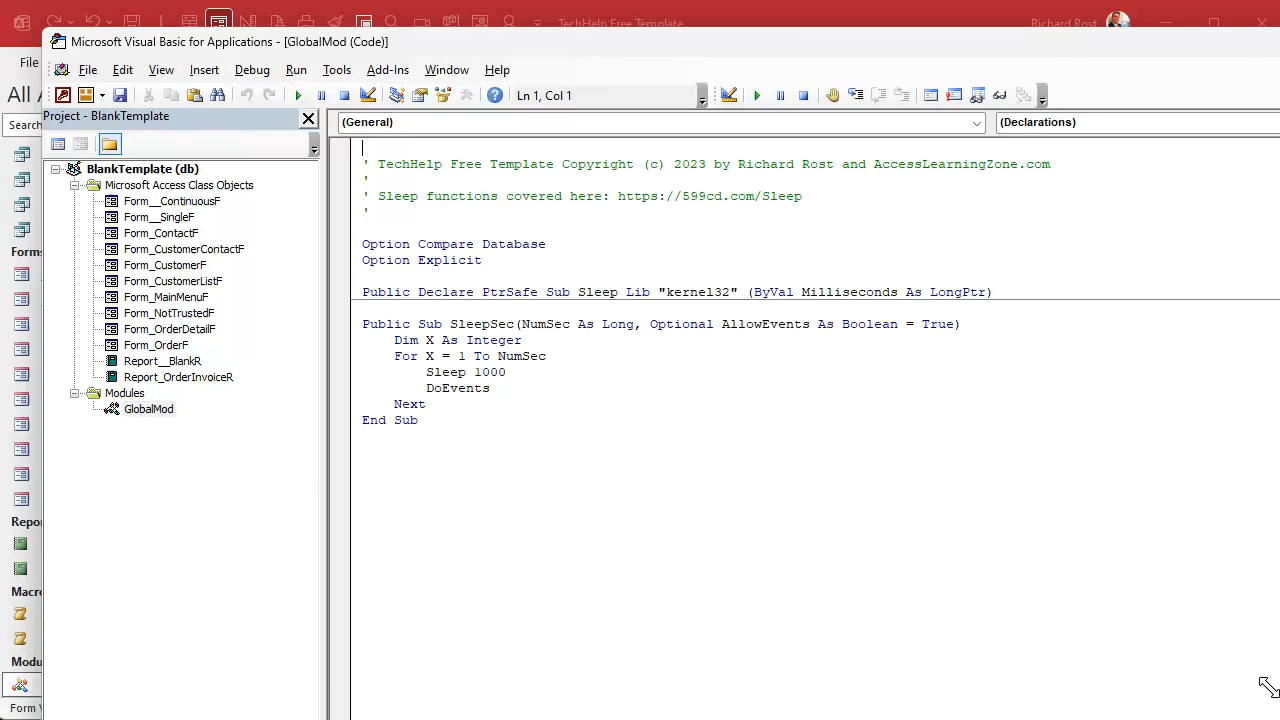 TechHelp Free Template
Richard Rost
Microsoft Visual Basic for Applications - [GlobalMod (Code)]
File
File Edit View Insert Debug Run Tools Add-Ins Window Help
All A
Ln 1, Col 1
Project - BlankTemplate
(General)
(Declarations)
Search
BlankTemplate (db)
Microsoft Access Class Objects
Form__ContinuousF
Form__SingleF
Form_ContactF
Form_CustomerContactF
Form_CustomerF
Form_CustomerListF
Form_MainMenuF
Form_NotTrustedF
Form_OrderDetailF
Form_OrderF
Report__BlankR
Report_OrderInvoiceR
Modules
GlobalMod
Forms
Repo
Macr
Modu
Form V
' TechHelp Free Template Copyright (c) 2023 by Richard Rost and AccessLearningZone.com
'
' Sleep functions covered here: https://599cd.com/Sleep
'
Option Compare Database
Option Explicit
Public Declare PtrSafe Sub Sleep Lib "kernel32" (ByVal Milliseconds As LongPtr)
Public Sub SleepSec(NumSec As Long, Optional AllowEvents As Boolean = True)
Dim X As Integer
For X = 1 To NumSec
Sleep 1000
DoEvents
Next
End Sub